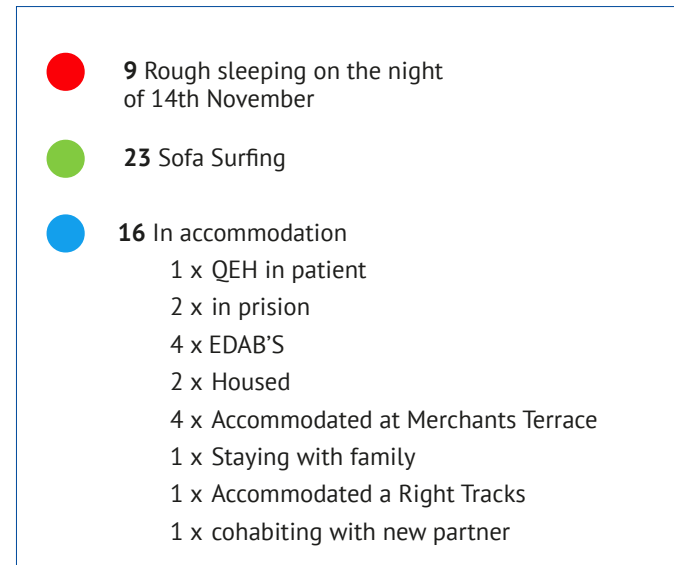 9 Rough sleeping on the night
of 14th November
23 Sofa Surfing
16 In accommodation
1 x QEH in patient
2 x in prision
4 x EDAB’S
2 x Housed
4 x Accommodated at Merchants Terrace
1 x Staying with family
1 x Accommodated a Right Tracks
1 x cohabiting with new partner